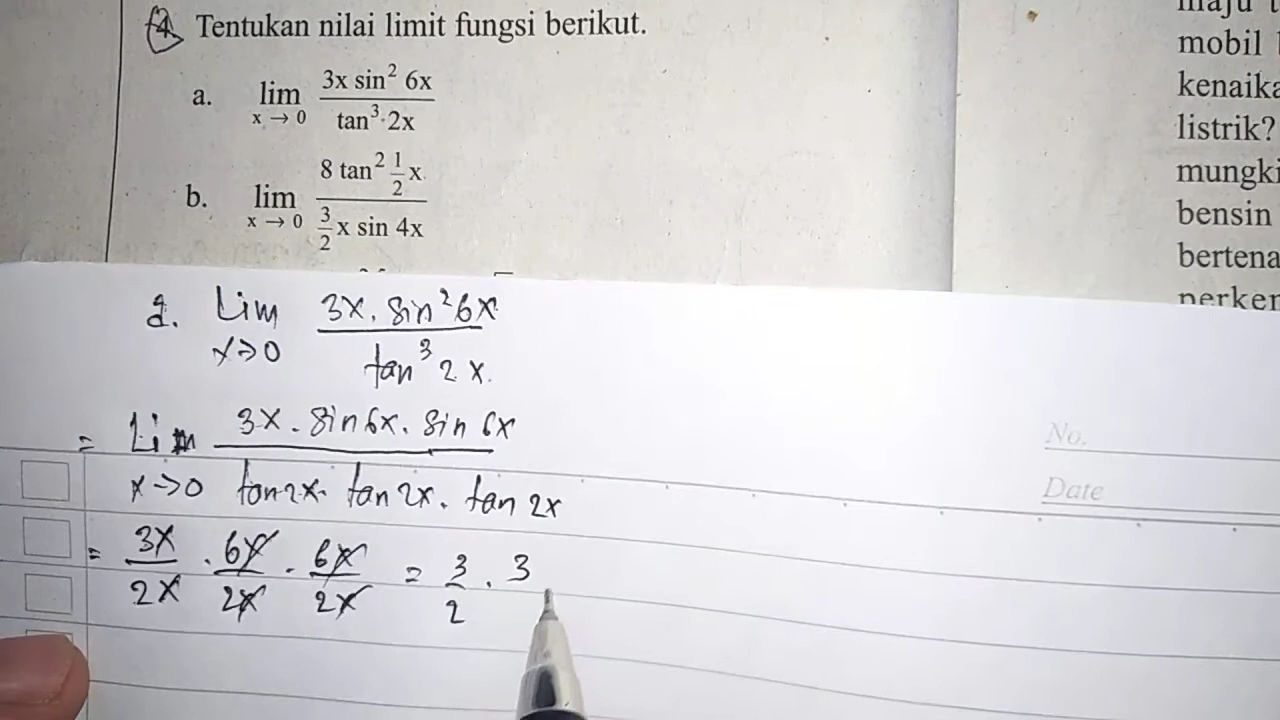 4. Tentukan nilai limit fungsi berikut.
a. lim x → 0 3x sin² 6x / tan³ 2x
b. lim x → 0 8 tan² 1/2 x / 3/2 x sin 4x
maju
mobil
kenaika
listrik?
mungki
bensin
bertena
perker
a. Lim x→0 3x . sin² 6x / tan³ 2x.
= Lim x→0 3x . sin 6x . sin 6x / tan 2x . tan 2x . tan 2x
= 3x/2x . 6x/2x . 6x/2x = 3/2 . 3
No.
Date